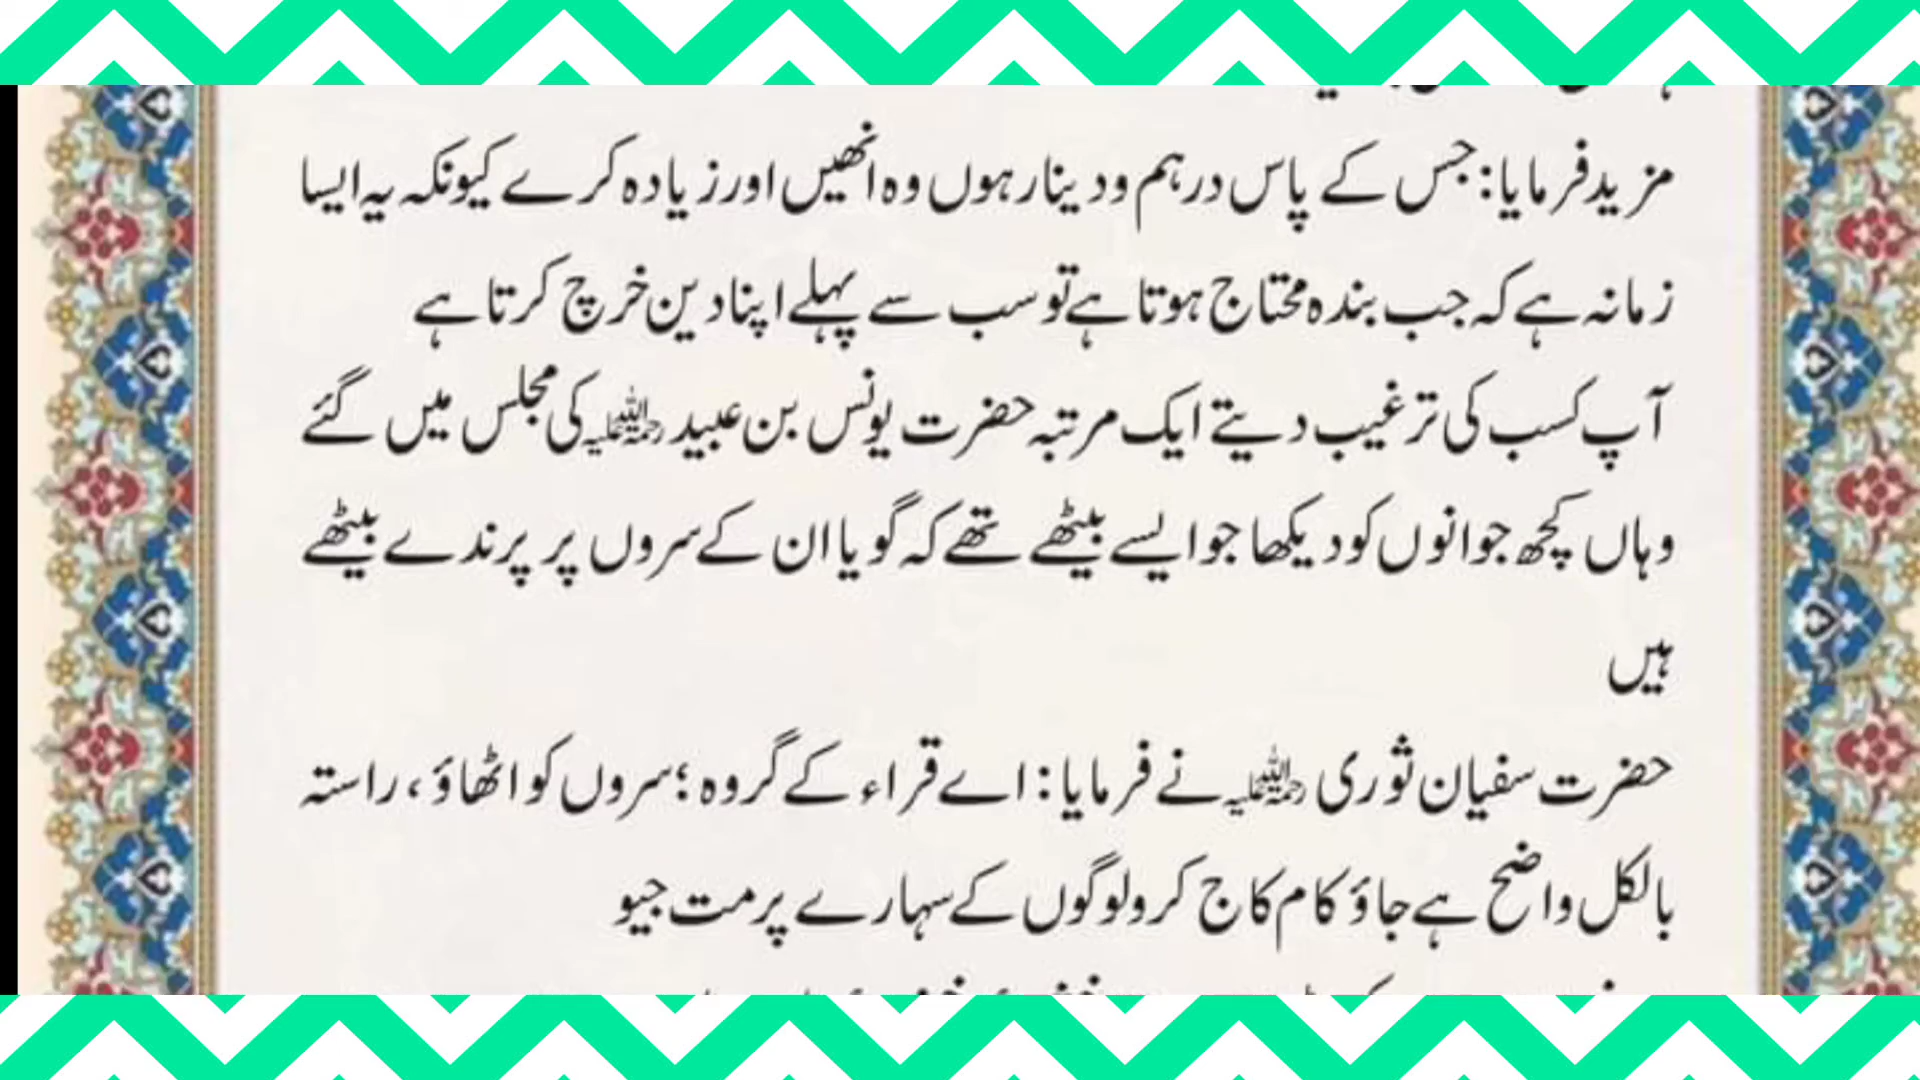 مزید فرمایا: جس کے پاس درہم ودینار ہوں وہ انھیں اور زیادہ کرے کیونکہ یہ ایسا
زمانہ ہے کہ جب بندہ محتاج ہوتا ہے تو سب سے پہلے اپنا دین خرچ کرتا ہے
آپ کسب کی ترغیب دیتے ایک مرتبہ حضرت یونس بن عبید رحمۃ اللہ علیہ کی مجلس میں گئے
وہاں کچھ جوانوں کو دیکھا جو ایسے بیٹھے تھے کہ گویا ان کے سروں پر پرندے بیٹھے
ہیں
حضرت سفیان ثوری رحمۃ اللہ علیہ نے فرمایا: اے قراء کے گروہ؛ سروں کو اٹھاؤ، راستہ
بالکل واضح ہے جاؤ کام کاج کرو لوگوں کے سہارے پر مت جیو